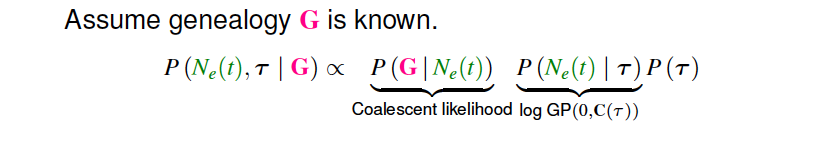 Assume genealogy G is known.
P (Nₑ(t), τ | G) ∝ P (G | Nₑ(t)) P (Nₑ(t) | τ) P (τ)
Coalescent likelihood log GP(0,C(τ))